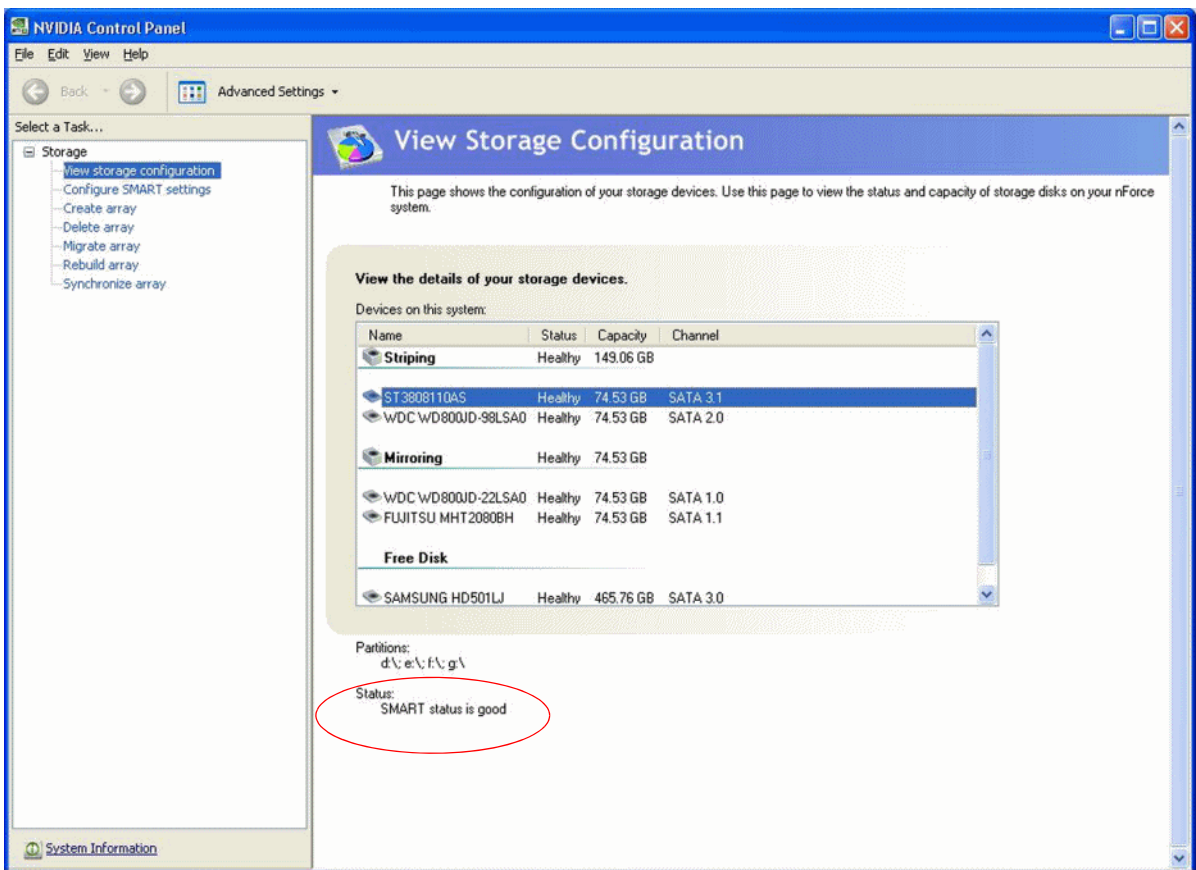 NVIDIA Control Panel
File Edit View Help
Back Advanced Settings
Select a Task...
Storage
View storage configuration
Configure SMART settings
Create array
Delete array
Migrate array
Rebuild array
Synchronize array
System Information
View Storage Configuration
This page shows the configuration of your storage devices. Use this page to view the status and capacity of storage disks on your nForce
system.
View the details of your storage devices.
Devices on this system:
Name Status Capacity Channel
Striping Healthy 149.06 GB
ST3808110AS Healthy 74.53 GB SATA 3.1
WDC WD800JD-98LSA0 Healthy 74.53 GB SATA 2.0
Mirroring Healthy 74.53 GB
WDC WD800JD-22LSA0 Healthy 74.53 GB SATA 1.0
FUJITSU MHT2080BH Healthy 74.53 GB SATA 1.1
Free Disk
SAMSUNG HD501LJ Healthy 465.76 GB SATA 3.0
Partitions:
d:\; e:\; f:\; g:\
Status:
SMART status is good